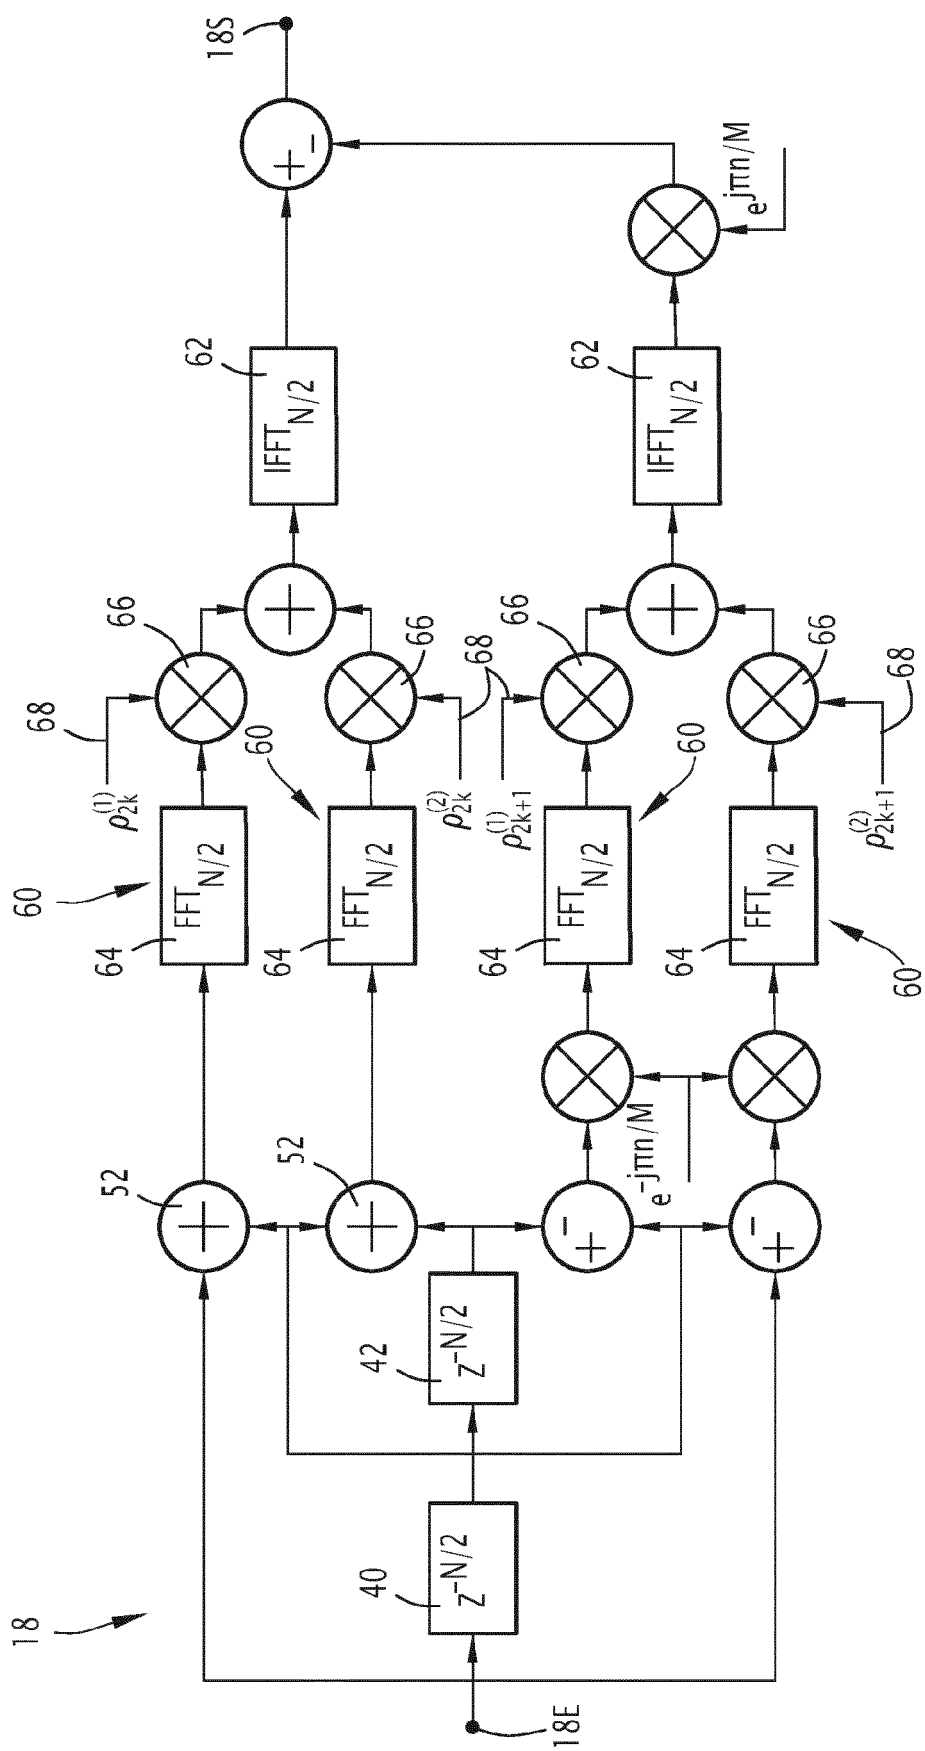 18
18E
40
z^{-N/2}
42
z^{-N/2}
52
+
52
+
+ -
+ -
e^{-jπn/M}
60
64
FFT_{N/2}
60
64
FFT_{N/2}
60
64
FFT_{N/2}
60
64
FFT_{N/2}
68
ρ_{2k}^{(1)}
66
ρ_{2k}^{(2)}
66
68
ρ_{2k+1}^{(1)}
66
ρ_{2k+1}^{(2)}
66
68
+
+
62
IFFT_{N/2}
62
IFFT_{N/2}
e^{jπn/M}
+ -
18S